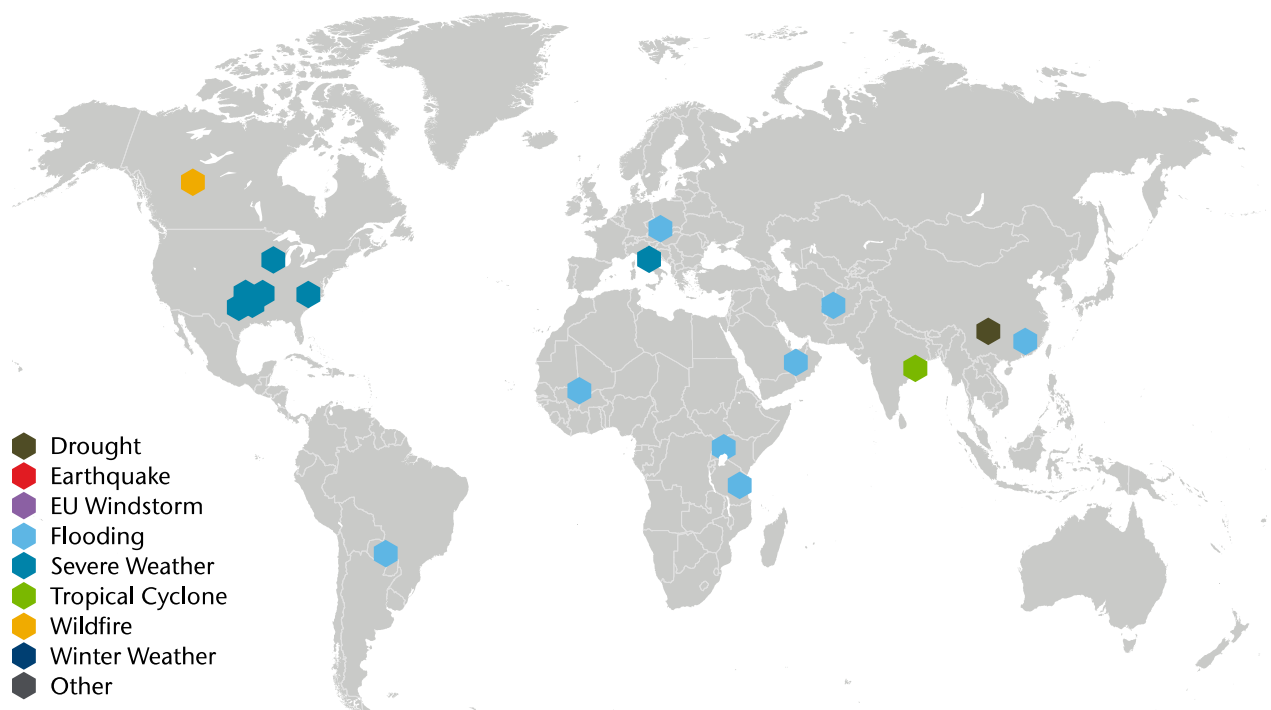 Drought
Earthquake
EU Windstorm
Flooding
Severe Weather
Tropical Cyclone
Wildfire
Winter Weather
Other